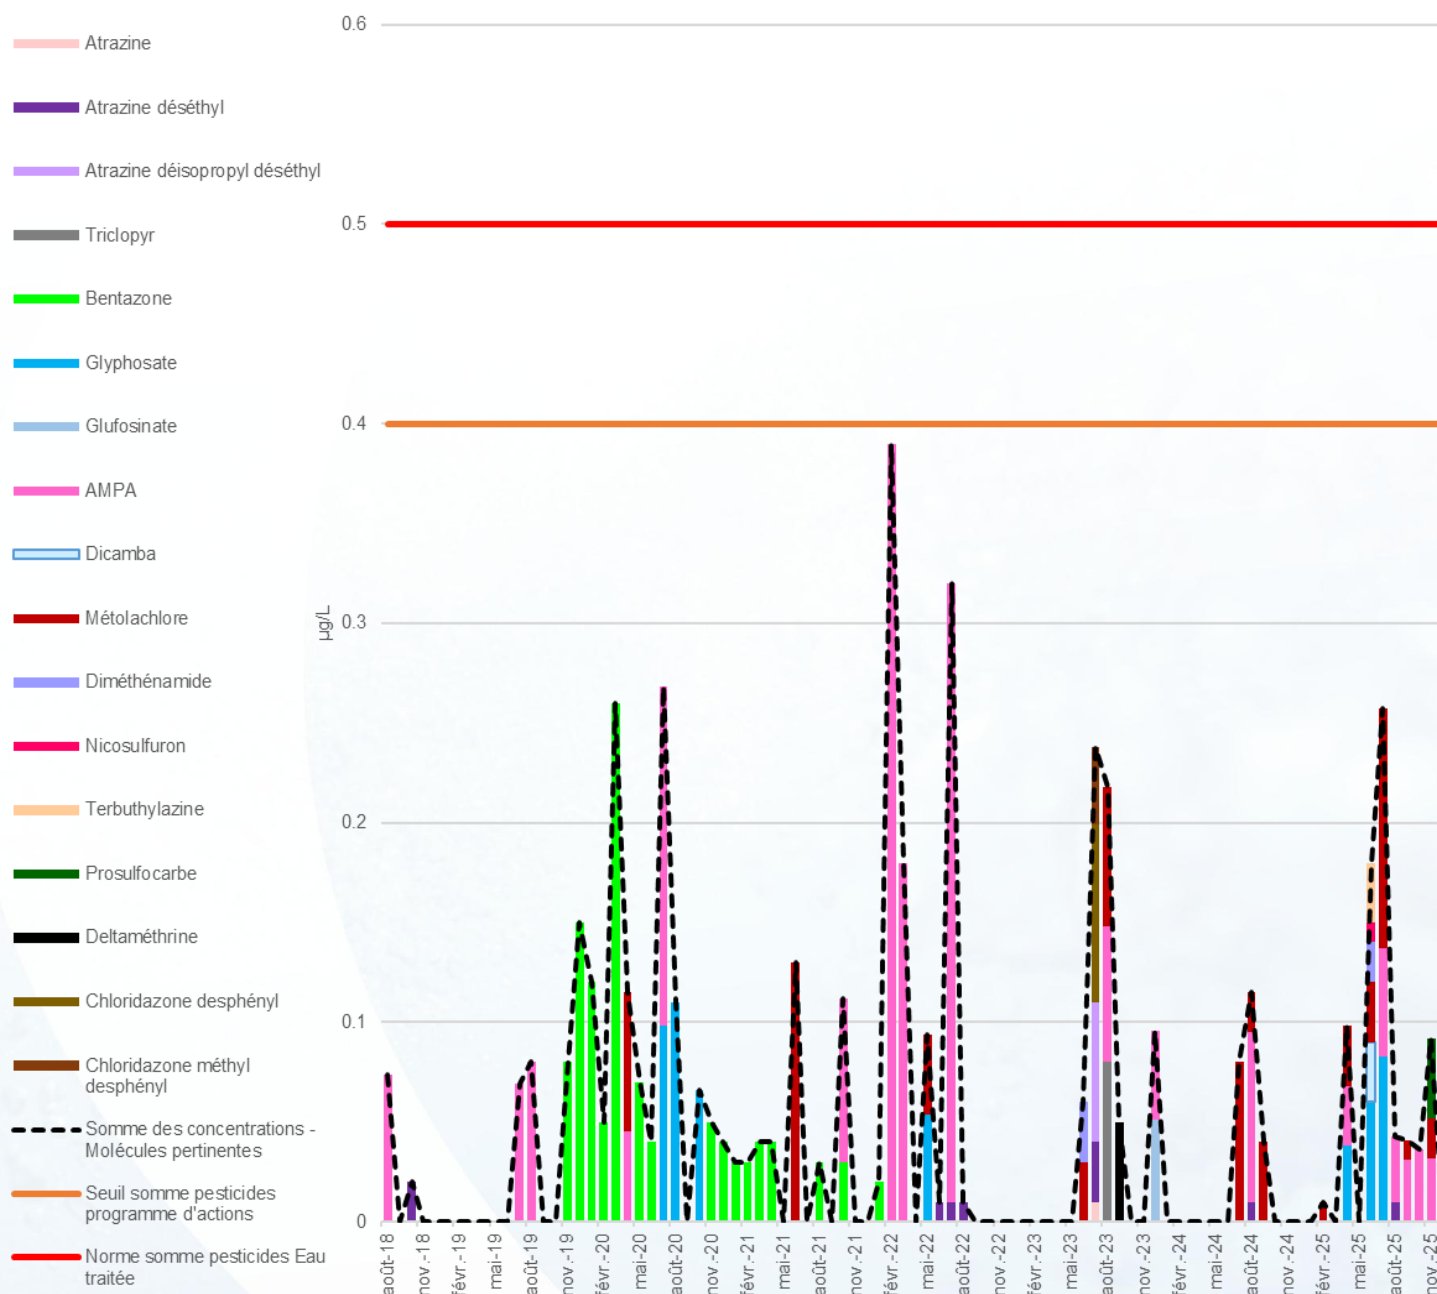 Atrazine
Atrazine déséthyl
Atrazine déisopropyl déséthyl
Triclopyr
Bentazone
Glyphosate
Glufosinate
AMPA
Dicamba
Métolachlore
Diméthénamide
Nicosulfuron
Terbuthylazine
Prosulfocarbe
Deltaméthrine
Chloridazone desphényl
Chloridazone méthyl
desphényl
Somme des concentrations -
Molécules pertinentes
Seuil somme pesticides
programme d'actions
Norme somme pesticides Eau
traitée
µg/L
0.6
0.5
0.4
0.3
0.2
0.1
0
août-18
nov.-18
févr.-19
mai-19
août-19
nov.-19
févr.-20
mai-20
août-20
nov.-20
févr.-21
mai-21
août-21
nov.-21
févr.-22
mai-22
août-22
nov.-22
févr.-23
mai-23
août-23
nov.-23
févr.-24
mai-24
août-24
nov.-24
févr.-25
mai-25
août-25
nov.-25